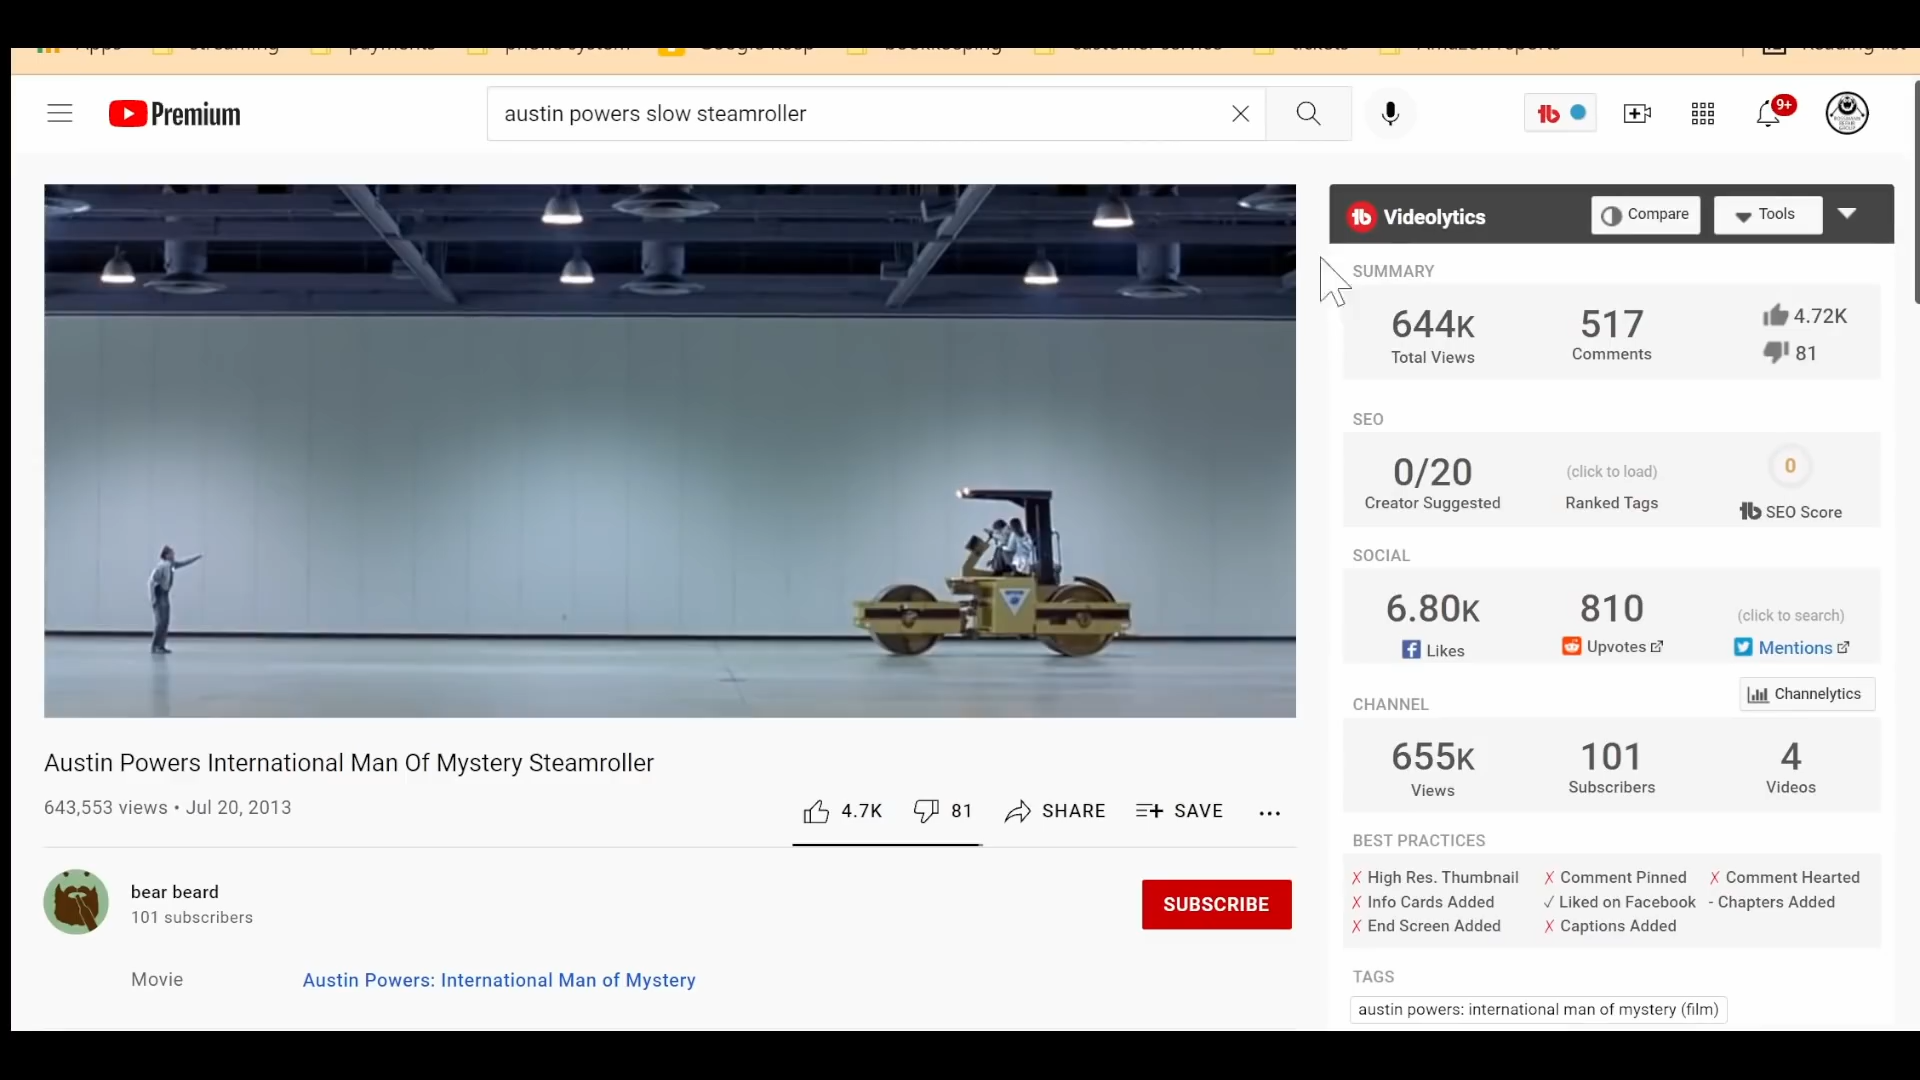 Premium
austin powers slow steamroller
9+
Videolytics
Compare
Tools
SUMMARY
644K
Total Views
517
Comments
4.72K
81
SEO
0/20
Creator Suggested
(click to load)
Ranked Tags
0
SEO Score
SOCIAL
6.80K
Likes
810
Upvotes
(click to search)
Mentions
Channelytics
CHANNEL
655K
Views
101
Subscribers
4
Videos
BEST PRACTICES
X High Res. Thumbnail
X Comment Pinned
X Comment Hearted
X Info Cards Added
✓ Liked on Facebook
- Chapters Added
X End Screen Added
X Captions Added
TAGS
austin powers: international man of mystery (film)
Austin Powers International Man Of Mystery Steamroller
643,553 views • Jul 20, 2013
4.7K
81
SHARE
SAVE
bear beard
101 subscribers
SUBSCRIBE
Movie
Austin Powers: International Man of Mystery